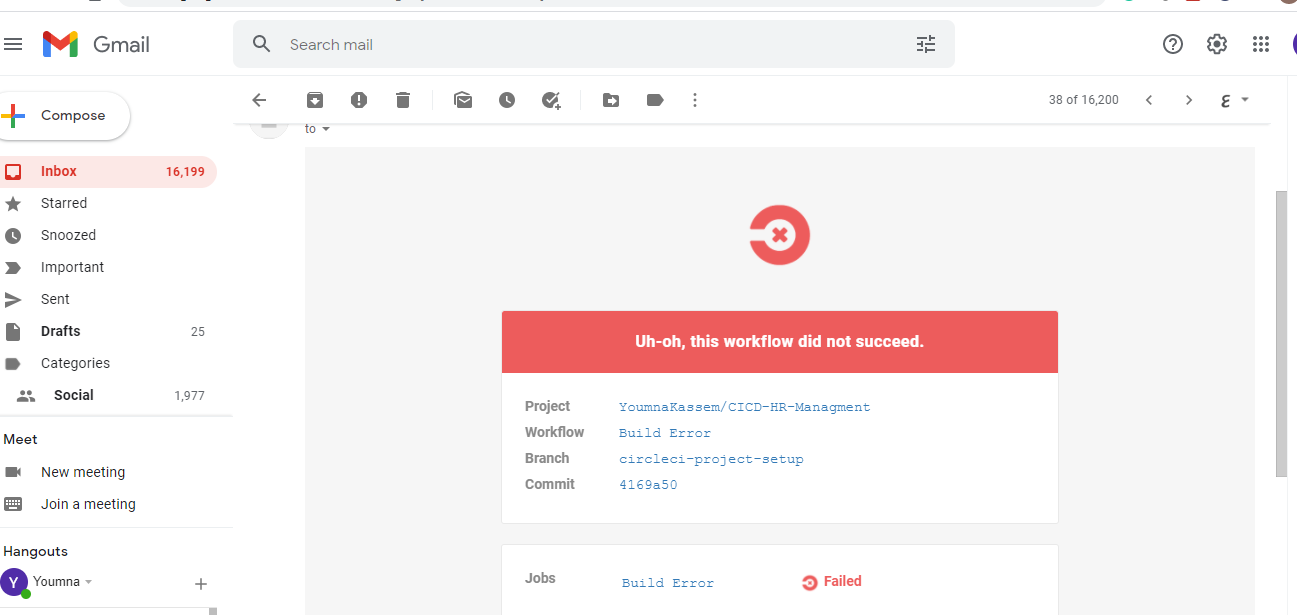 Gmail
Search mail
Compose
38 of 16,200
to
Inbox 16,199
Starred
Snoozed
Important
Sent
Drafts 25
Categories
Social 1,977
Meet
New meeting
Join a meeting
Hangouts
Y Youmna
Uh-oh, this workflow did not succeed.
Project YoumnaKassem/CICD-HR-Managment
Workflow Build Error
Branch circleci-project-setup
Commit 4169a50
Jobs Build Error Failed